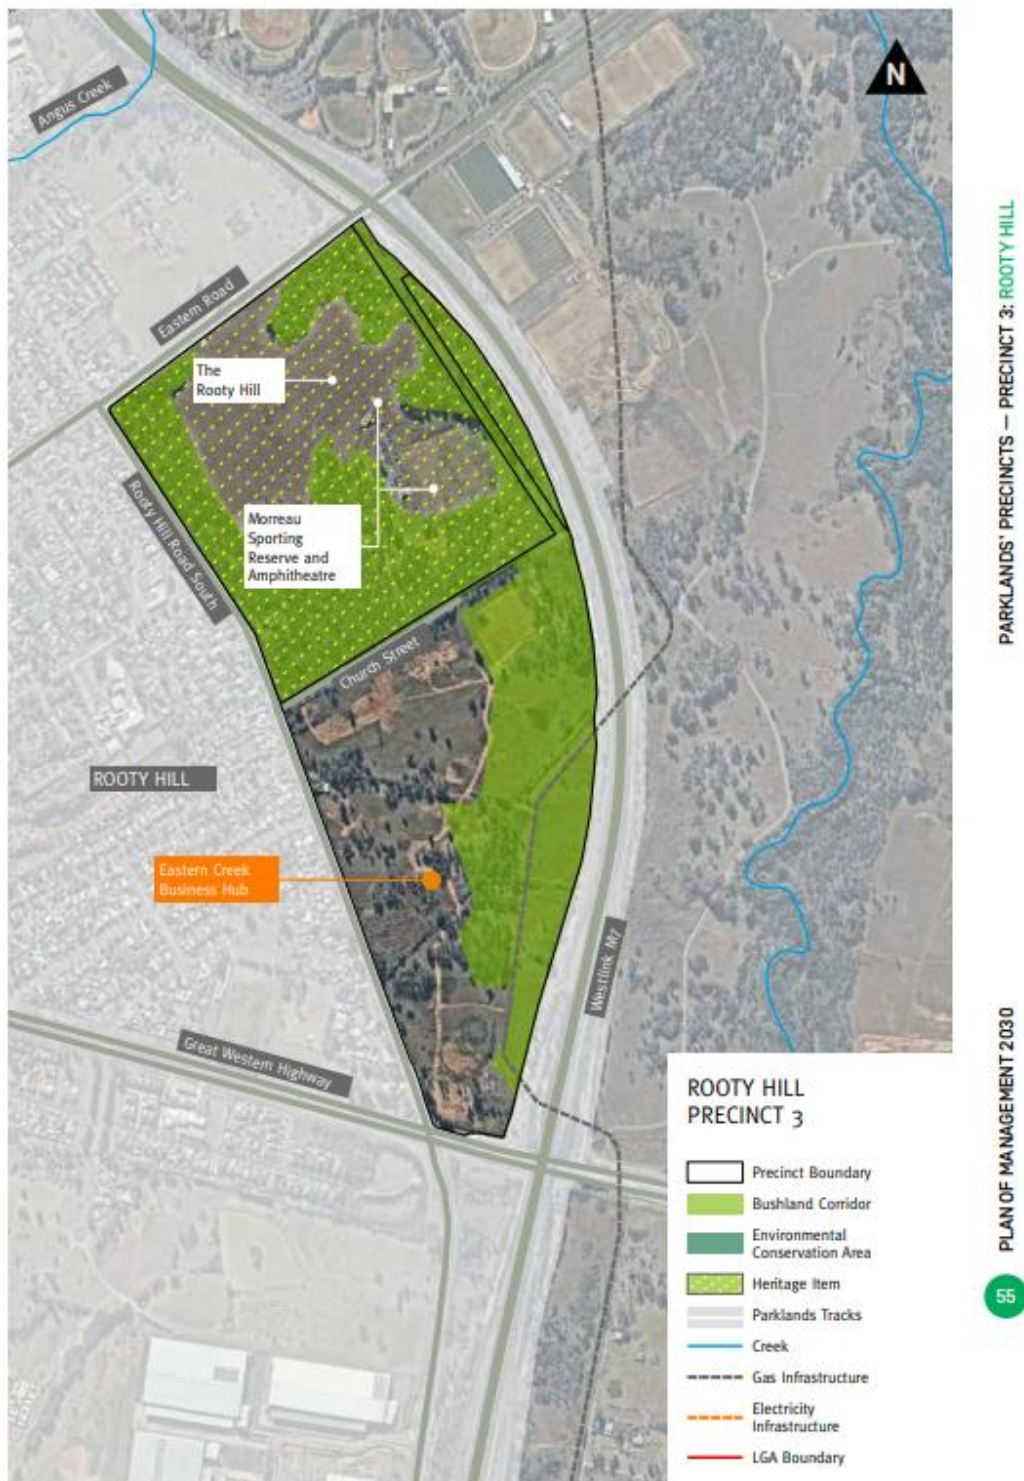 N
Angus Creek
Eastern Road
The
Rooty Hill
Rooty Hill Road South
Morreau
Sporting
Reserve and
Amphitheatre
Church Street
ROOTY HILL
Eastern Creek
Business Hub
Westlink M7
Great Western Highway
ROOTY HILL
PRECINCT 3
Precinct Boundary
Bushland Corridor
Environmental
Conservation Area
Heritage Item
Parklands Tracks
Creek
Gas Infrastructure
Electricity
Infrastructure
LGA Boundary
PARKLANDS' PRECINCTS — PRECINCT 3: ROOTY HILL
PLAN OF MANAGEMENT 2030
55